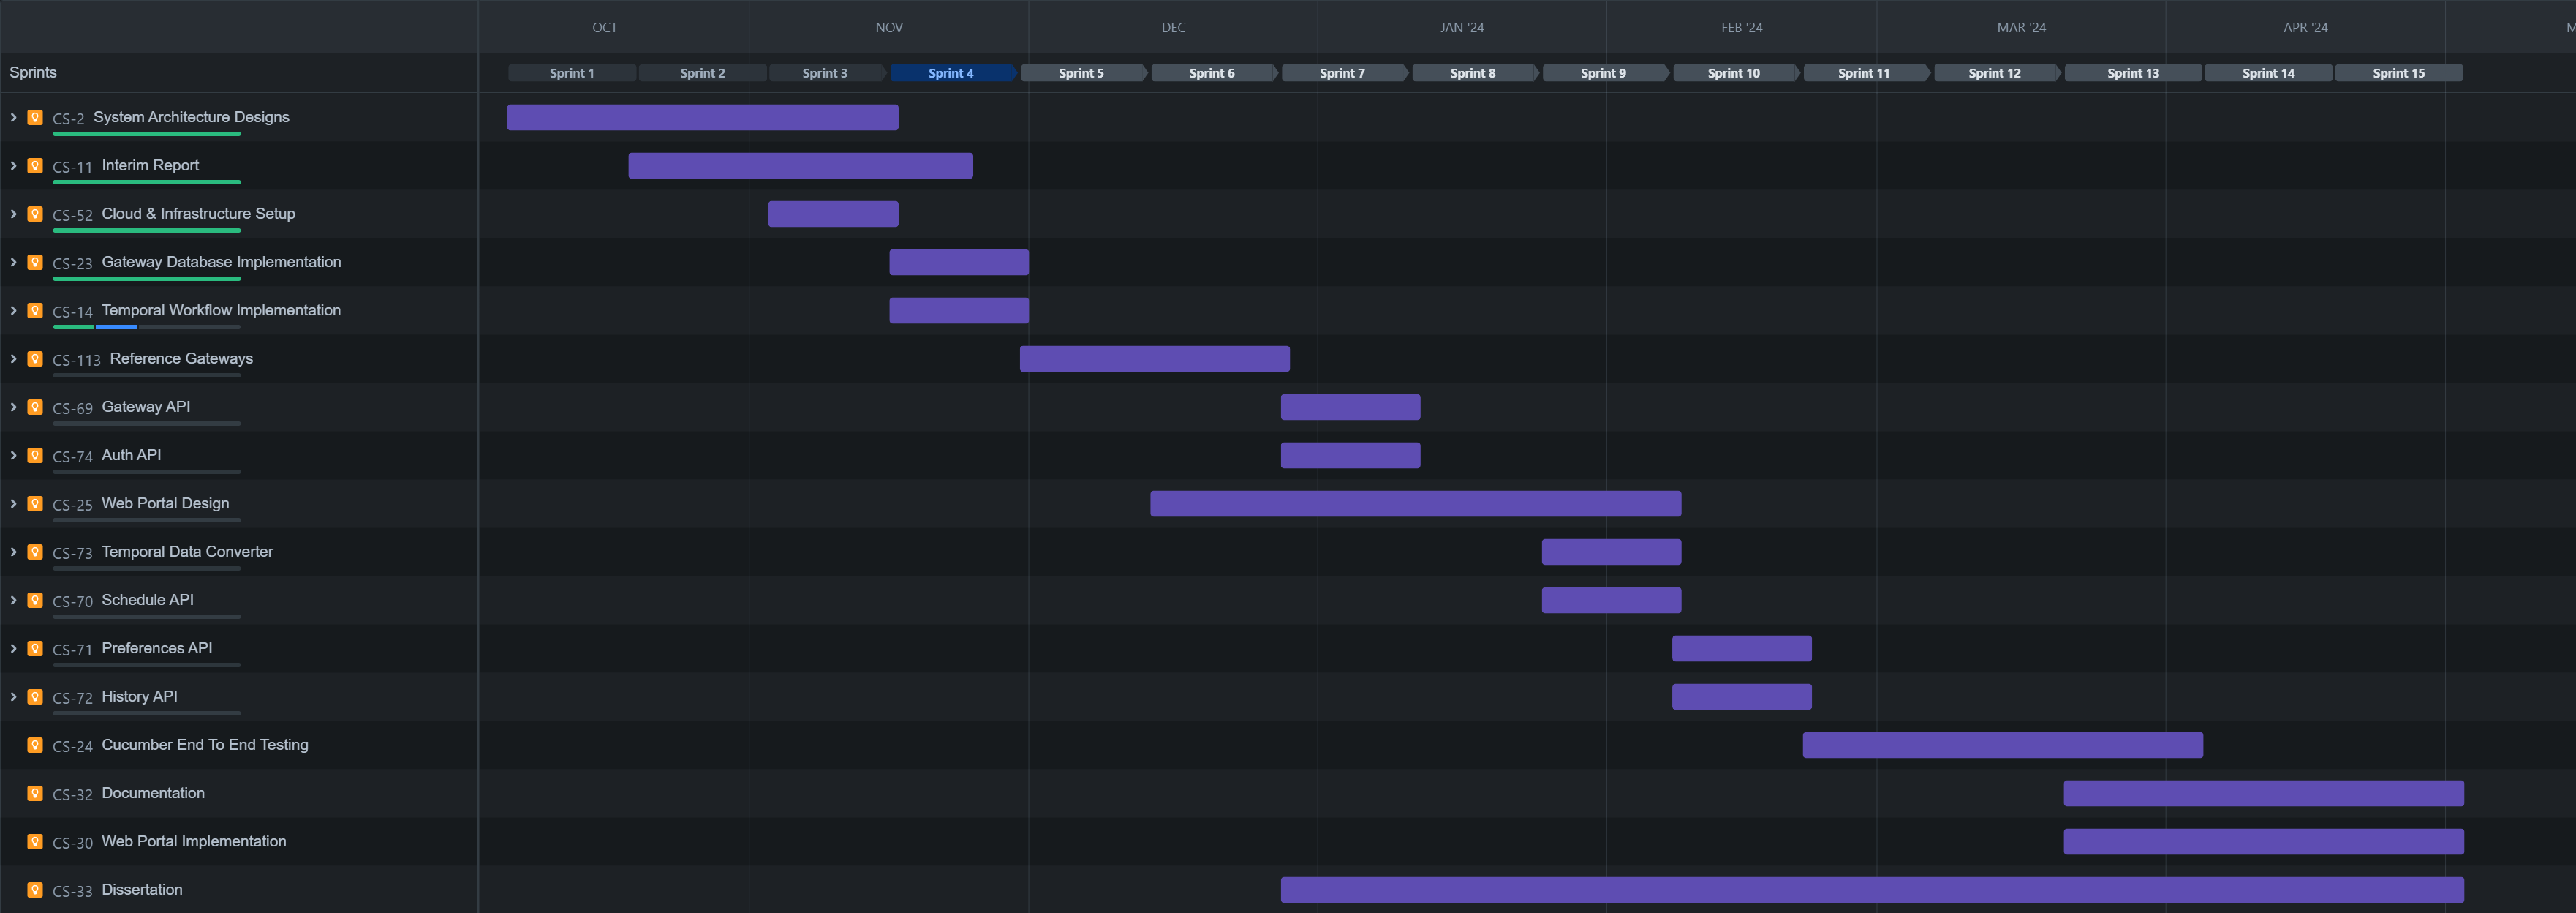 OCT NOV DEC JAN '24 FEB '24 MAR '24 APR '24
Sprints Sprint 1 Sprint 2 Sprint 3 Sprint 4 Sprint 5 Sprint 6 Sprint 7 Sprint 8 Sprint 9 Sprint 10 Sprint 11 Sprint 12 Sprint 13 Sprint 14 Sprint 15
CS-2 System Architecture Designs
CS-11 Interim Report
CS-52 Cloud & Infrastructure Setup
CS-23 Gateway Database Implementation
CS-14 Temporal Workflow Implementation
CS-113 Reference Gateways
CS-69 Gateway API
CS-74 Auth API
CS-25 Web Portal Design
CS-73 Temporal Data Converter
CS-70 Schedule API
CS-71 Preferences API
CS-72 History API
CS-24 Cucumber End To End Testing
CS-32 Documentation
CS-30 Web Portal Implementation
CS-33 Dissertation